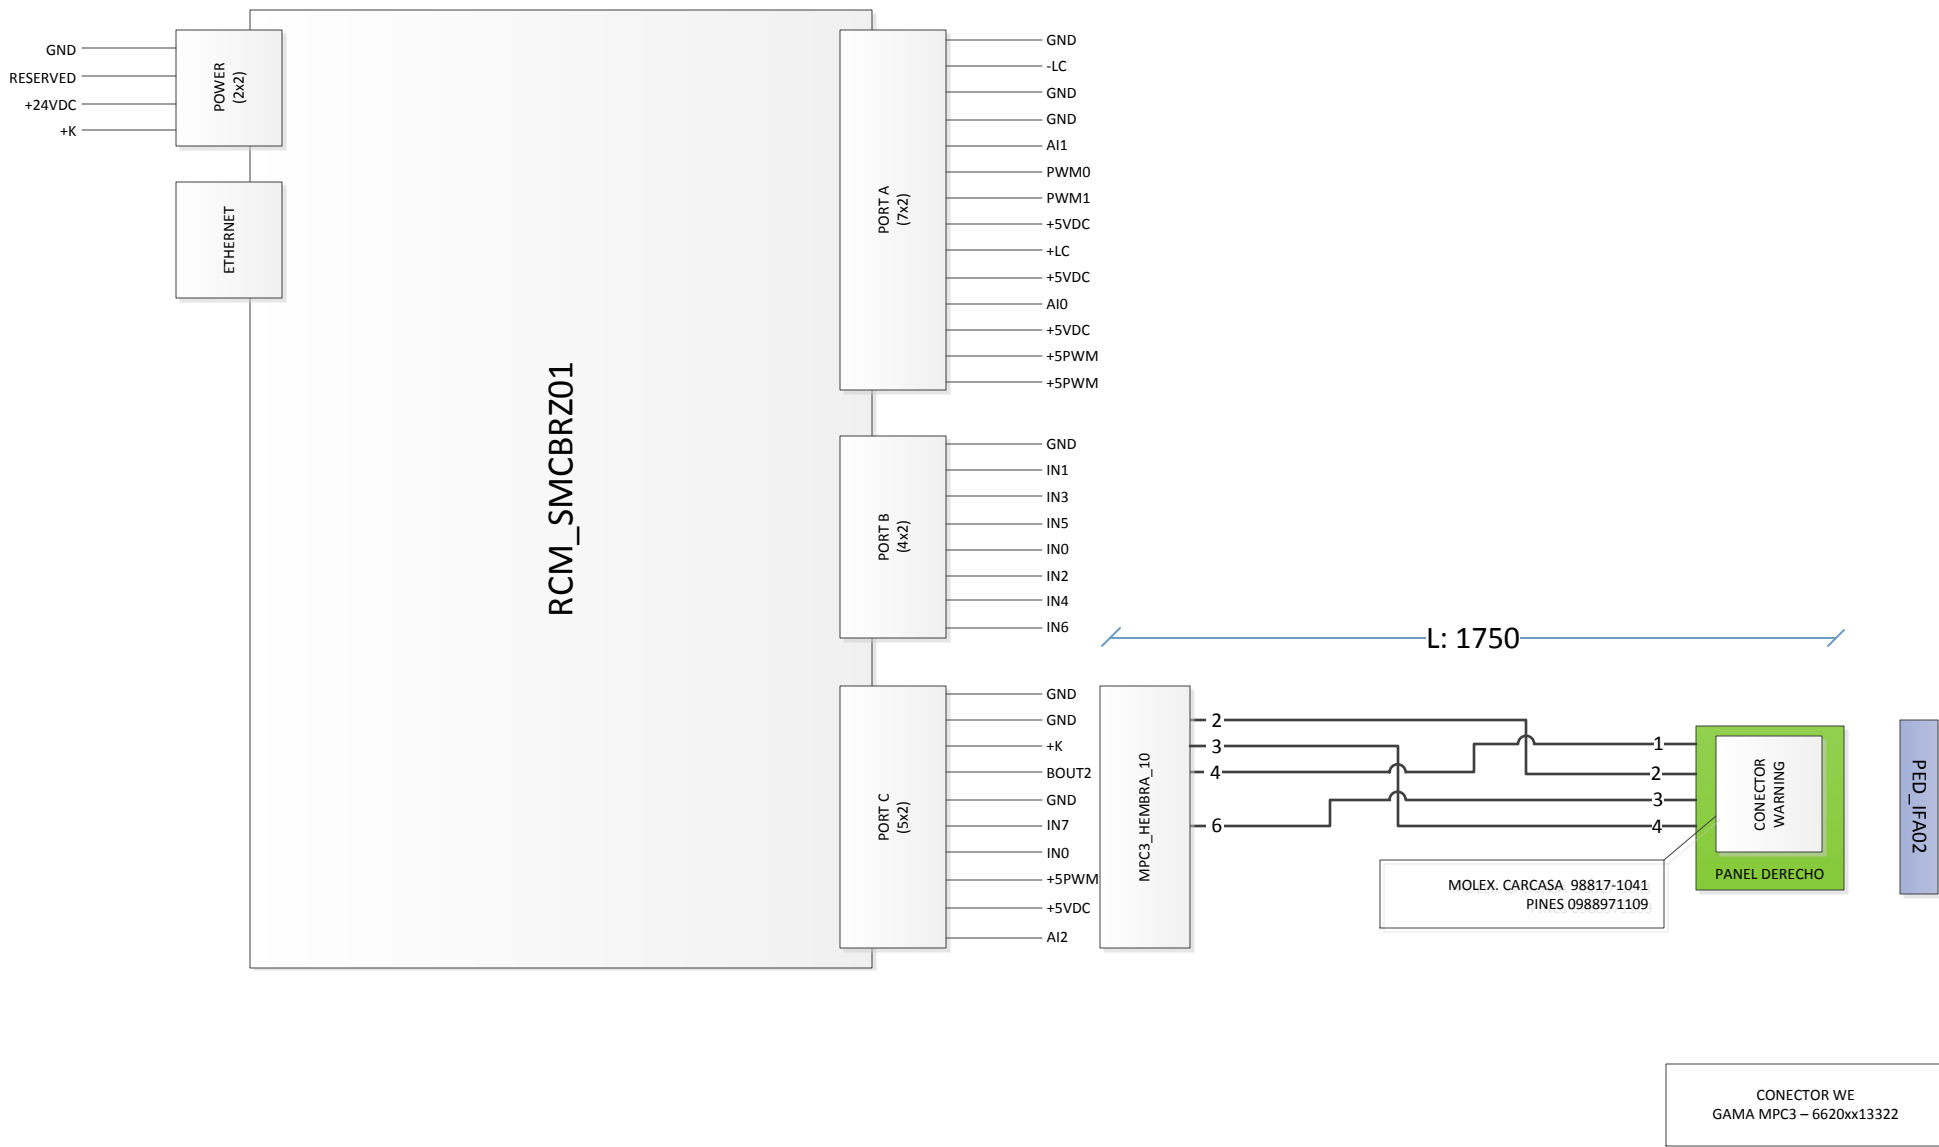 GND
RESERVED
+24VDC
+K
POWER
(2x2)
ETHERNET
RCM_SMCBRZ01
PORT A
(7x2)
GND
-LC
GND
GND
AI1
PWM0
PWM1
+5VDC
+LC
+5VDC
AI0
+5VDC
+5PWM
+5PWM
PORT B
(4x2)
GND
IN1
IN3
IN5
IN0
IN2
IN4
IN6
PORT C
(5x2)
GND
GND
+K
BOUT2
GND
IN7
IN0
+5PWM
+5VDC
AI2
L: 1750
MPC3_HEMBRA_10
2
3
4
6
1
2
3
4
CONECTOR
WARNING
PANEL DERECHO
PED_IFA02
MOLEX. CARCASA 98817-1041
PINES 0988971109
CONECTOR WE
GAMA MPC3 – 6620xx13322